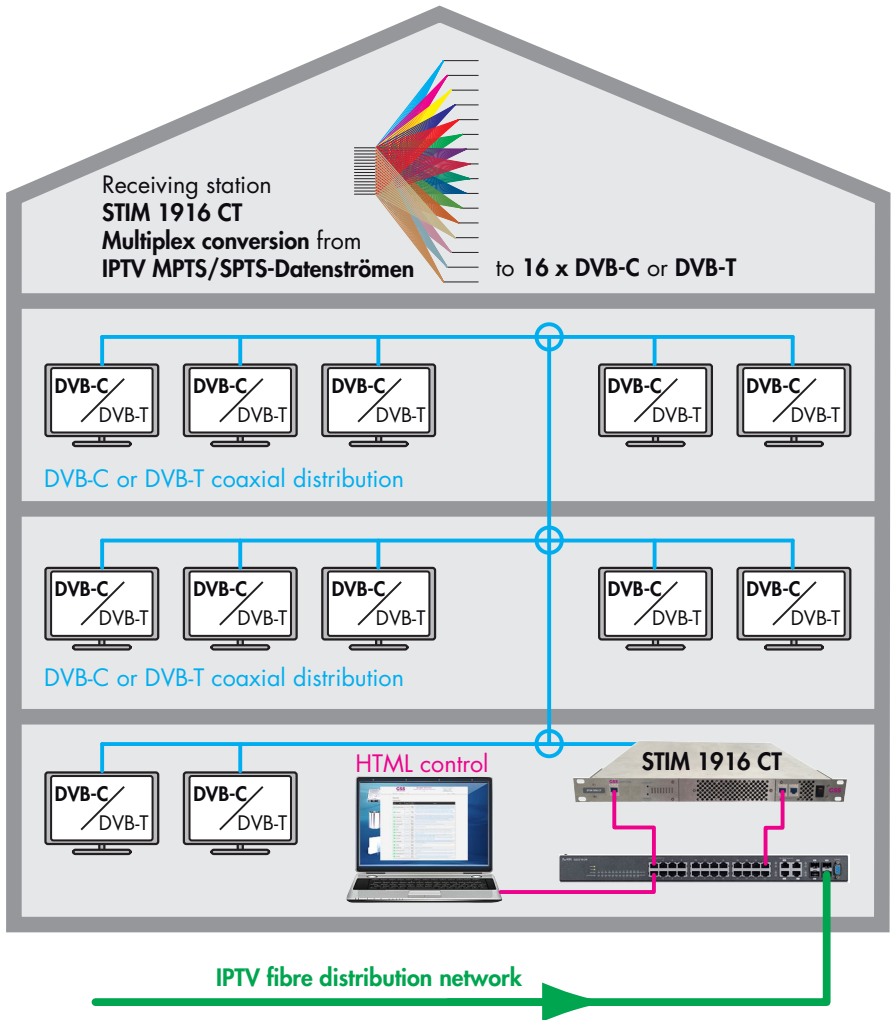 Receiving station
STIM 1916 CT
Multiplex conversion from
IPTV MPTS/SPTS-Datenströmen
to 16 x DVB-C or DVB-T
DVB-C/DVB-T
DVB-C/DVB-T
DVB-C/DVB-T
DVB-C/DVB-T
DVB-C/DVB-T
DVB-C or DVB-T coaxial distribution
DVB-C/DVB-T
DVB-C/DVB-T
DVB-C/DVB-T
DVB-C/DVB-T
DVB-C/DVB-T
DVB-C or DVB-T coaxial distribution
DVB-C/DVB-T
DVB-C/DVB-T
HTML control
STIM 1916 CT
GSS
GSS
GSS
IPTV fibre distribution network